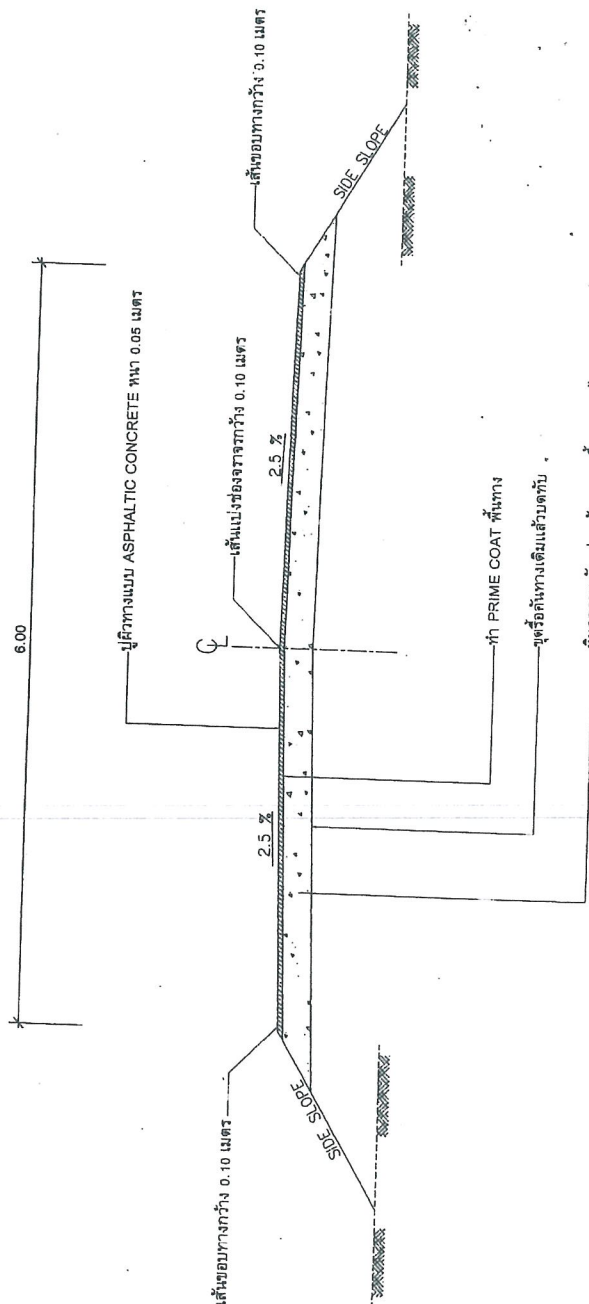 6.00
ปูผิวทางแบบ ASPHALTIC CONCRETE หนา 0.05 เมตร
เส้นขอบทางกว้าง 0.10 เมตร
เส้นแบ่งช่องจราจรกว้าง 0.10 เมตร
เส้นขอบทางกว้าง 0.10 เมตร
CL
2.5 %
2.5 %
SIDE SLOPE
SIDE SLOPE
ทำ PRIME COAT พื้นทาง
ขุดรื้อคันทางเดิมแล้วบดทับ